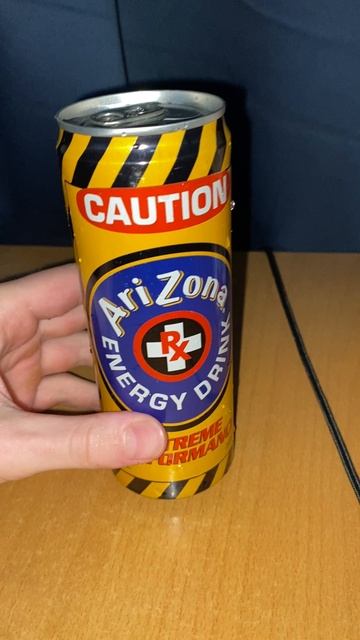 CAUTION
AriZona
Rx
ENERGY DRINK